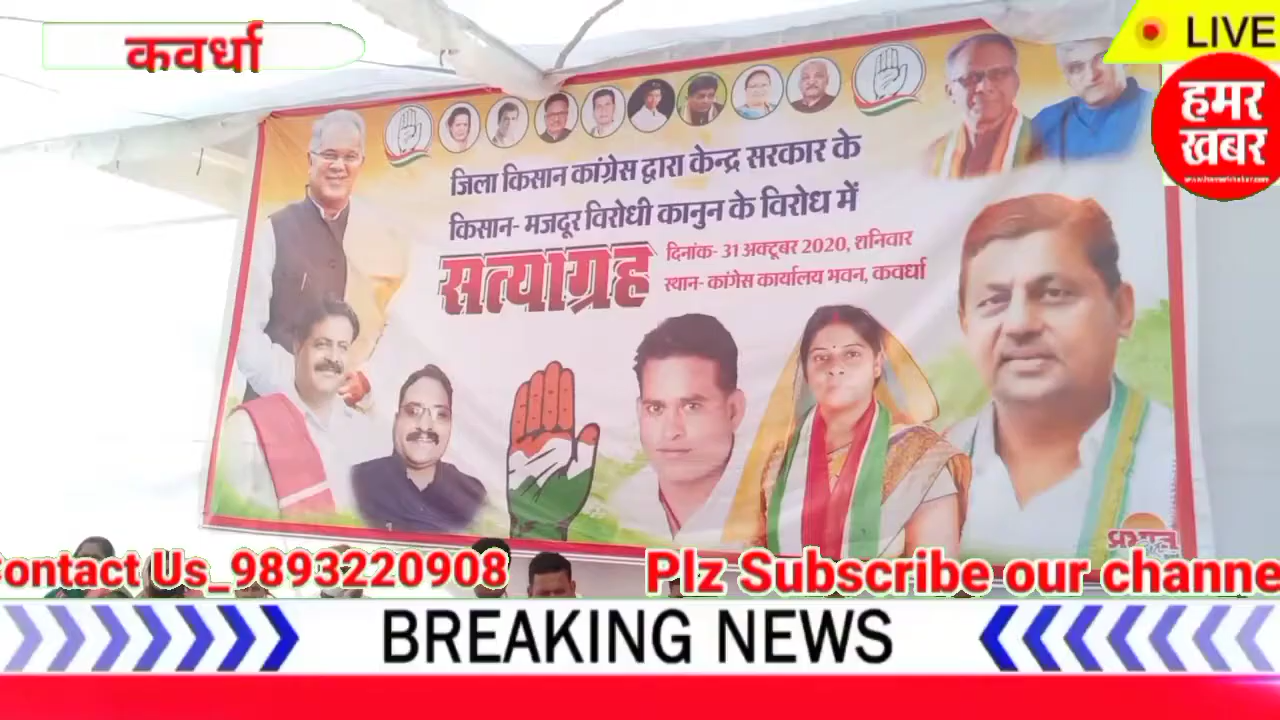 कवर्धा
LIVE
हमर
खबर
जिला किसान कांग्रेस द्वारा केन्द्र सरकार के
किसान- मजदूर विरोधी कानुन के विरोध में
सत्याग्रह
दिनांक- 31 अक्टूबर 2020, शनिवार
स्थान- कांगेस कार्यालय भवन, कवर्धा
Contact Us_9893220908
Plz Subscribe our channe
BREAKING NEWS